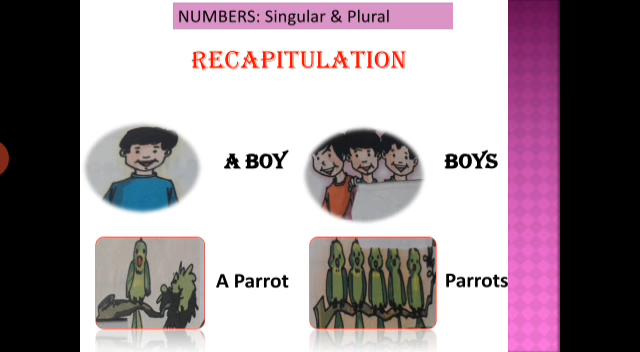 NUMBERS: Singular & Plural
RECAPITULATION
A BOY
BOYS
A Parrot
Parrots